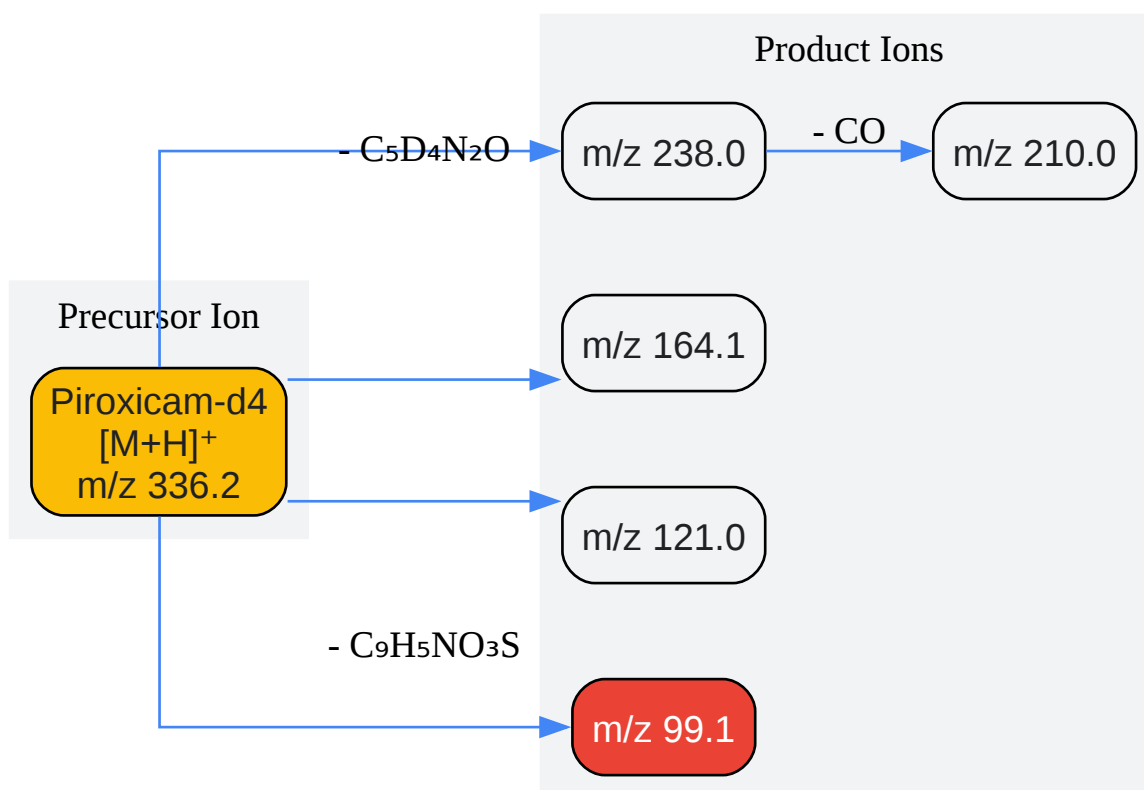 Product Ions
- C₅D₄N₂O
m/z 238.0
- CO
m/z 210.0
Precursor Ion
m/z 164.1
Piroxicam-d4
[M+H]⁺
m/z 336.2
m/z 121.0
- C₉H₅NO₃S
m/z 99.1